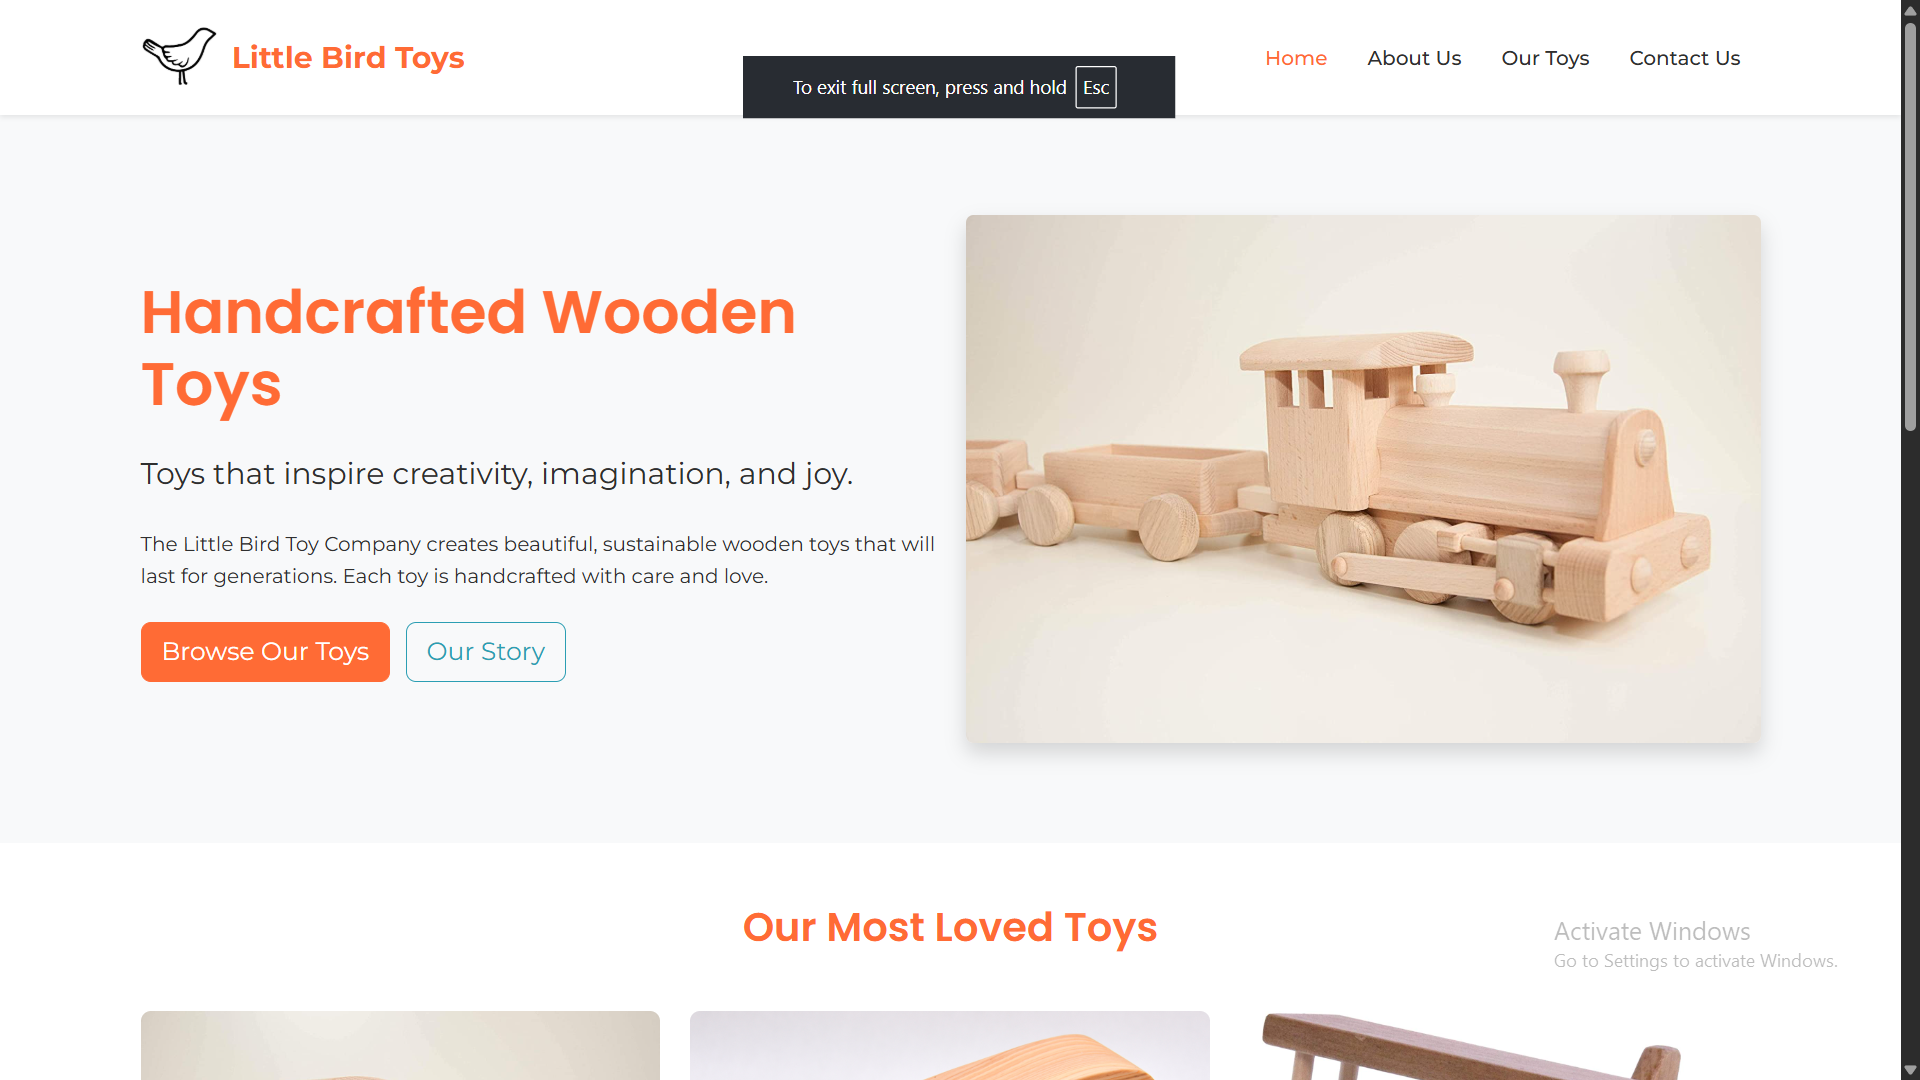 Little Bird Toys
Home
About Us
Our Toys
Contact Us
To exit full screen, press and hold Esc
Handcrafted Wooden
Toys
Toys that inspire creativity, imagination, and joy.
The Little Bird Toy Company creates beautiful, sustainable wooden toys that will
last for generations. Each toy is handcrafted with care and love.
Browse Our Toys
Our Story
Our Most Loved Toys
Activate Windows
Go to Settings to activate Windows.